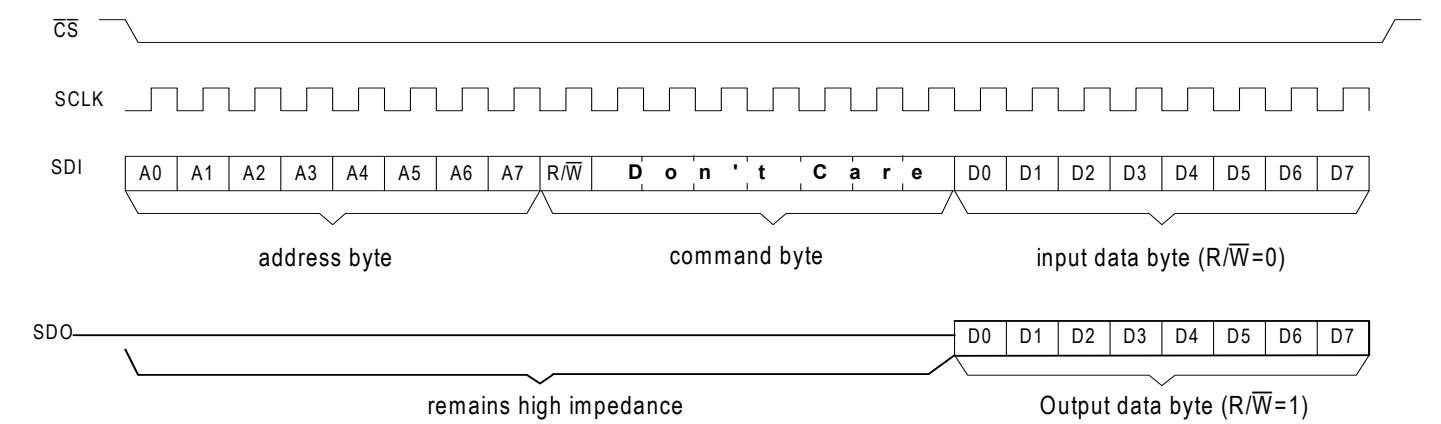 C̅S̅
SCLK
SDI A0 A1 A2 A3 A4 A5 A6 A7 R/W̅ Don't Care D0 D1 D2 D3 D4 D5 D6 D7
address byte command byte input data byte (R/W̅=0)
SDO D0 D1 D2 D3 D4 D5 D6 D7
remains high impedance Output data byte (R/W̅=1)